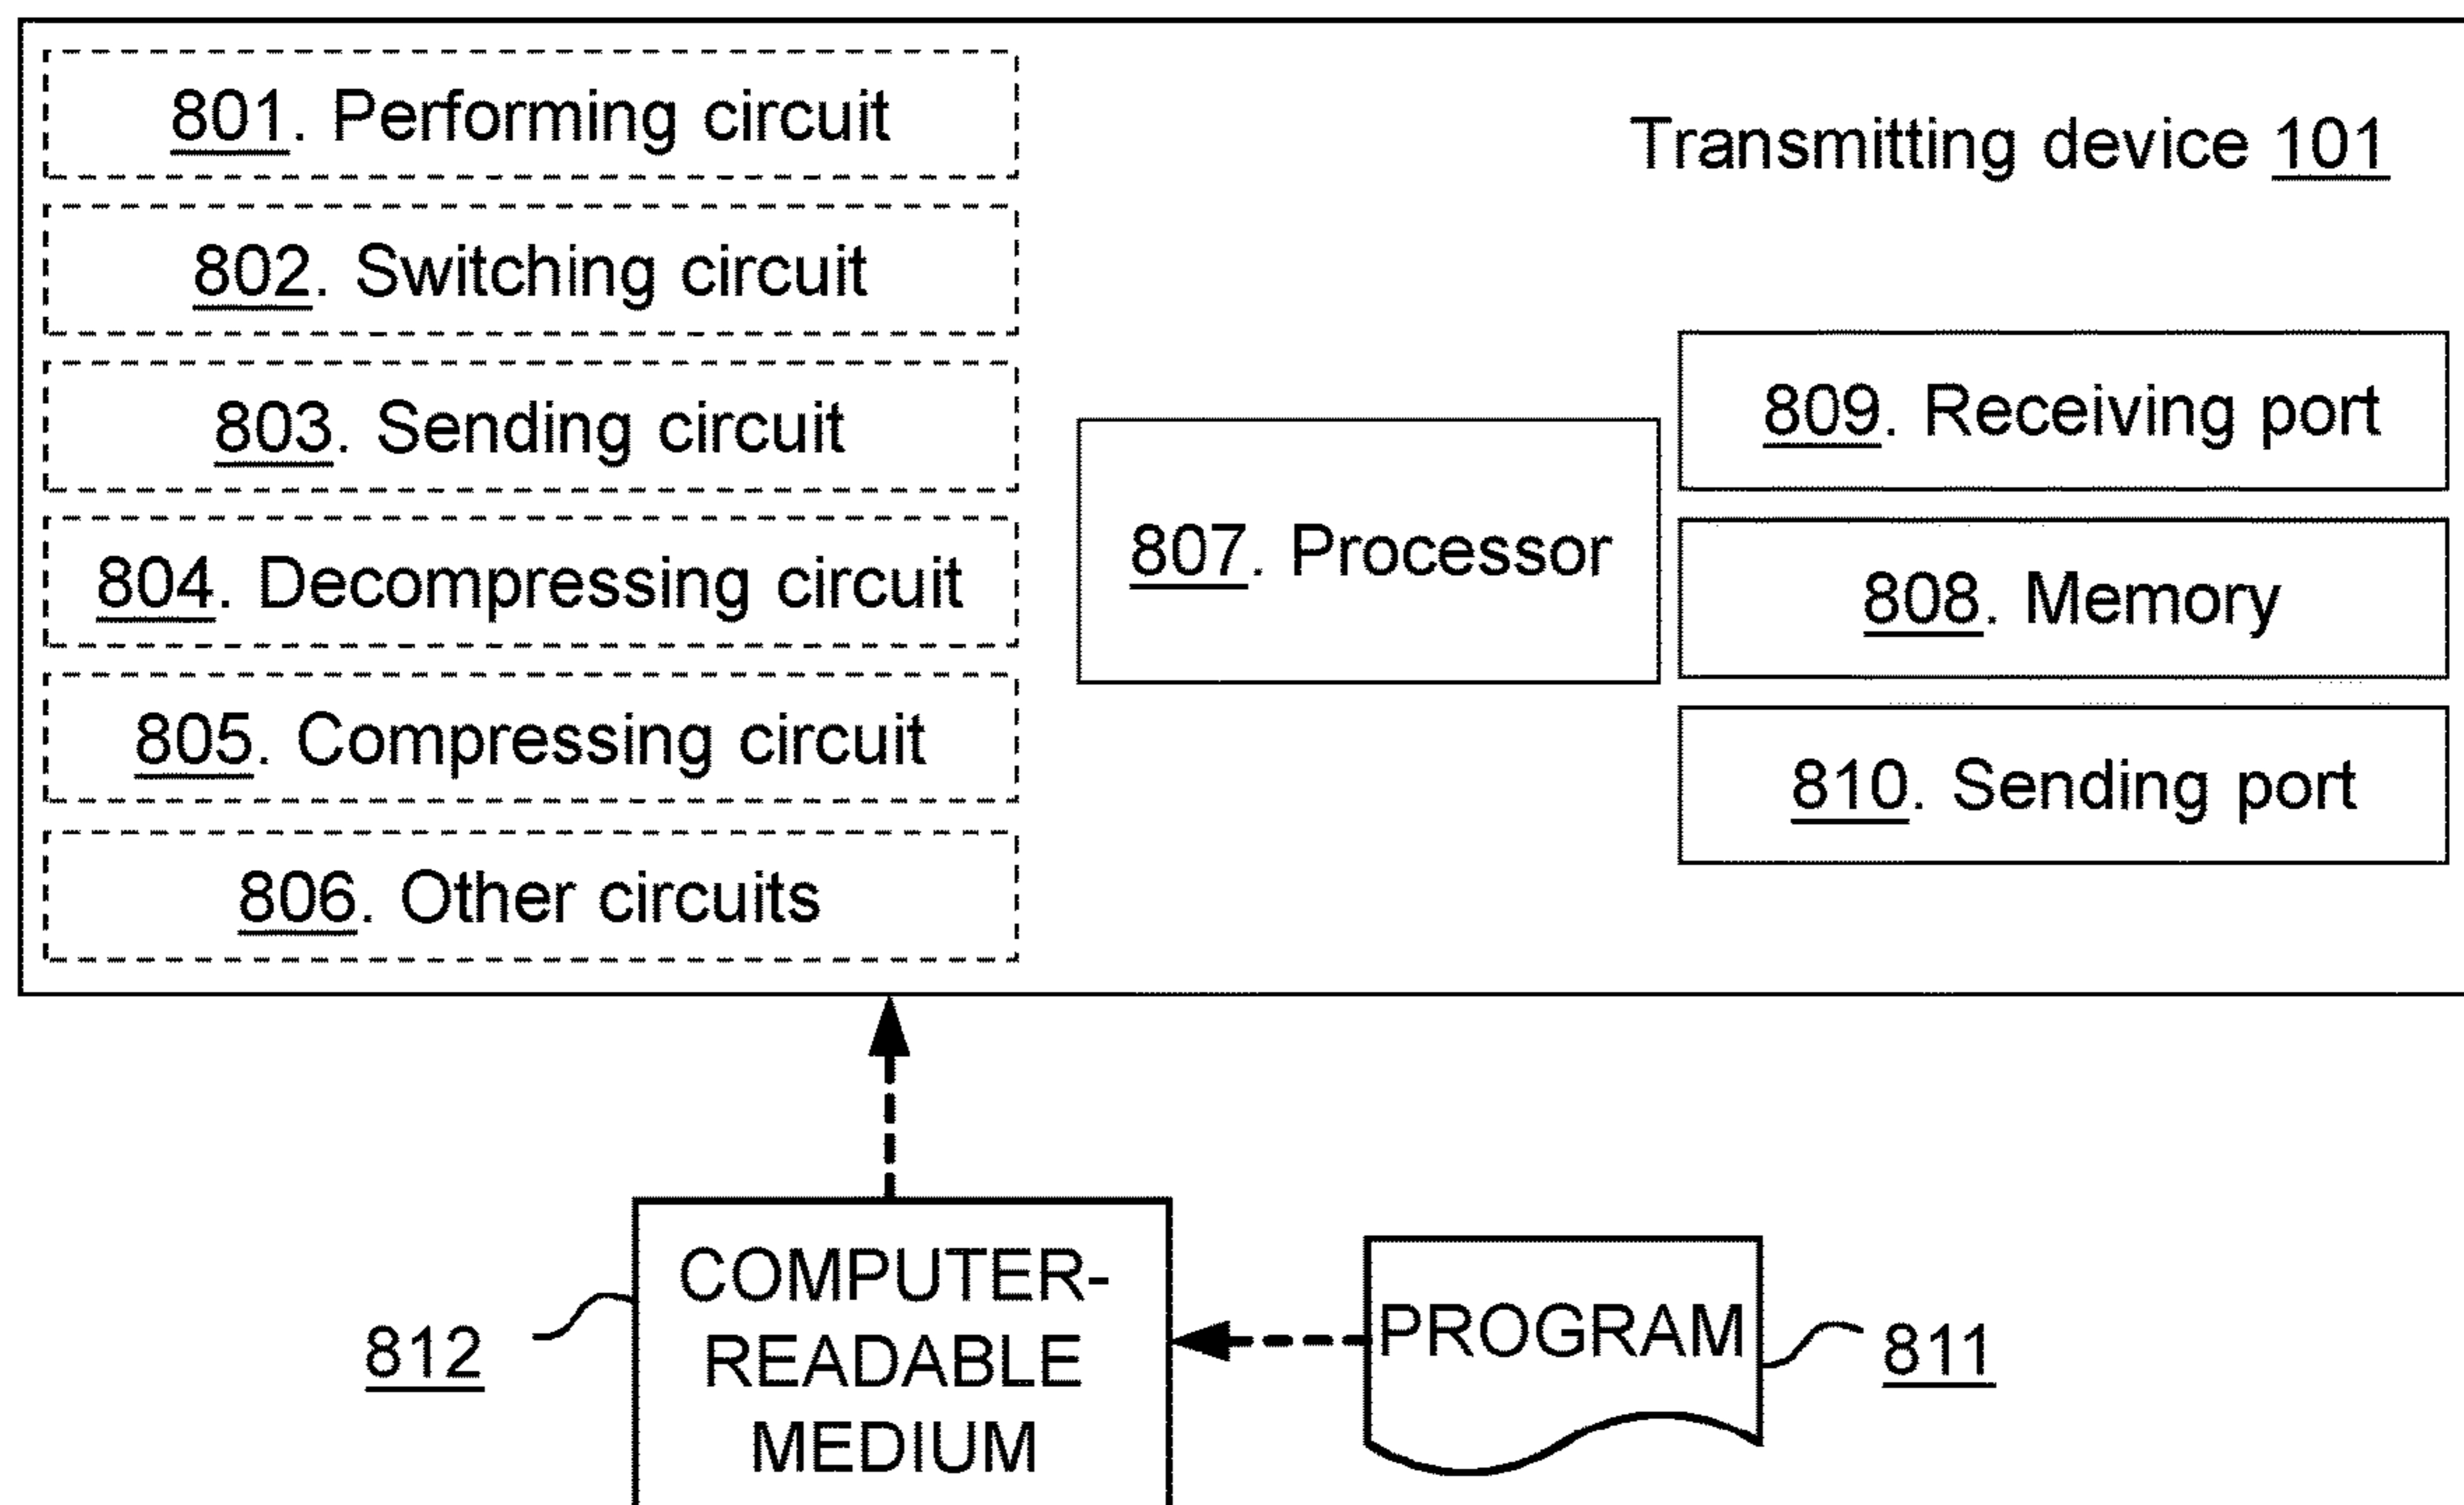 801. Performing circuit
802. Switching circuit
803. Sending circuit
804. Decompressing circuit
805. Compressing circuit
806. Other circuits
Transmitting device 101
807. Processor
809. Receiving port
808. Memory
810. Sending port
812
COMPUTER-
READABLE
MEDIUM
PROGRAM
811